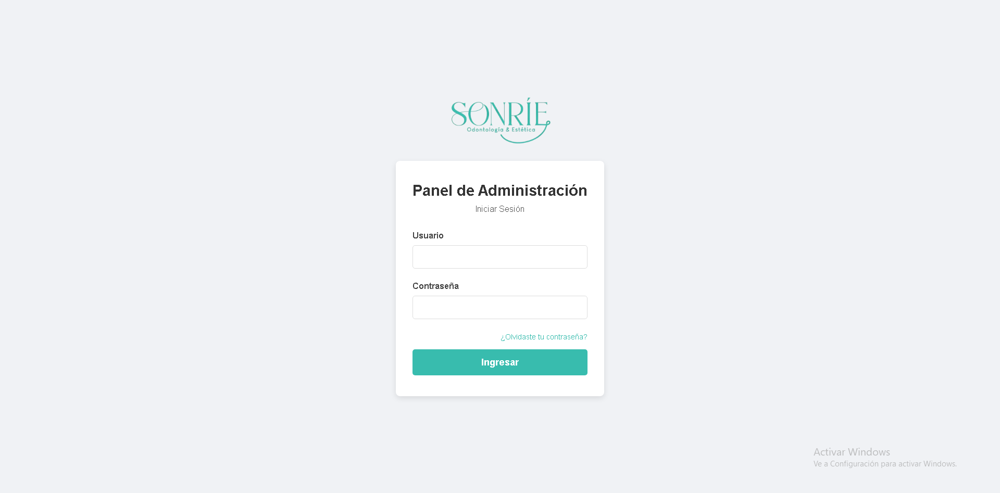 SONRÍE
Odontología & Estética
Panel de Administración
Iniciar Sesión
Usuario
Contraseña
¿Olvidaste tu contraseña?
Ingresar
Activar Windows
Ve a Configuración para activar Windows.